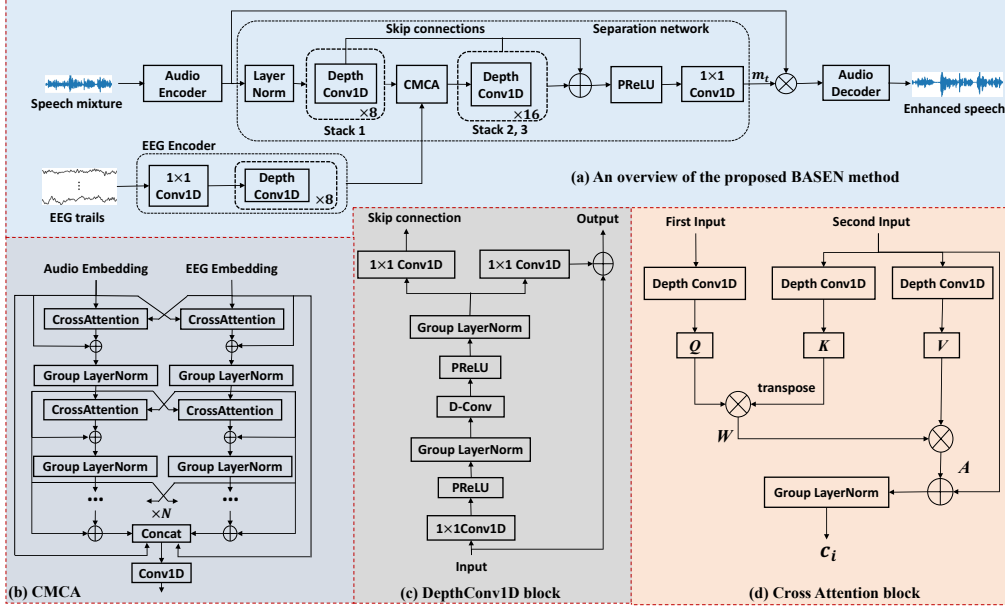 Skip connections
Separation network
Speech mixture
Audio
Encoder
Layer
Norm
Depth
Conv1D
×8
Stack 1
CMCA
Depth
Conv1D
×16
Stack 2, 3
PReLU
1×1
Conv1D
m_t
Audio
Decoder
Enhanced speech
EEG Encoder
EEG trails
1×1
Conv1D
Depth
Conv1D
×8
(a) An overview of the proposed BASEN method
Audio Embedding
EEG Embedding
CrossAttention
CrossAttention
Group LayerNorm
Group LayerNorm
CrossAttention
CrossAttention
Group LayerNorm
Group LayerNorm
...
...
×N
Concat
Conv1D
(b) CMCA
Skip connection
Output
1×1 Conv1D
1×1 Conv1D
Group LayerNorm
PReLU
D-Conv
Group LayerNorm
PReLU
1×1Conv1D
Input
(c) DepthConv1D block
First Input
Second Input
Depth Conv1D
Depth Conv1D
Depth Conv1D
Q
K
V
transpose
W
A
Group LayerNorm
c_i
(d) Cross Attention block